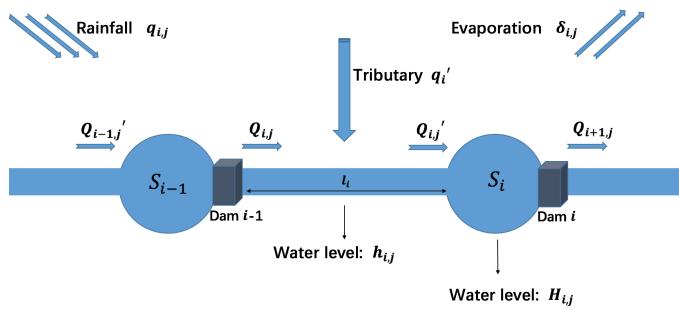 Rainfall q_{i,j}
Evaporation δ_{i,j}
Tributary q_i′
Q_{i-1,j}′
Q_{i,j}
Q_{i,j}′
Q_{i+1,j}
S_{i-1}
l_i
S_i
Dam i-1
Dam i
Water level: h_{i,j}
Water level: H_{i,j}